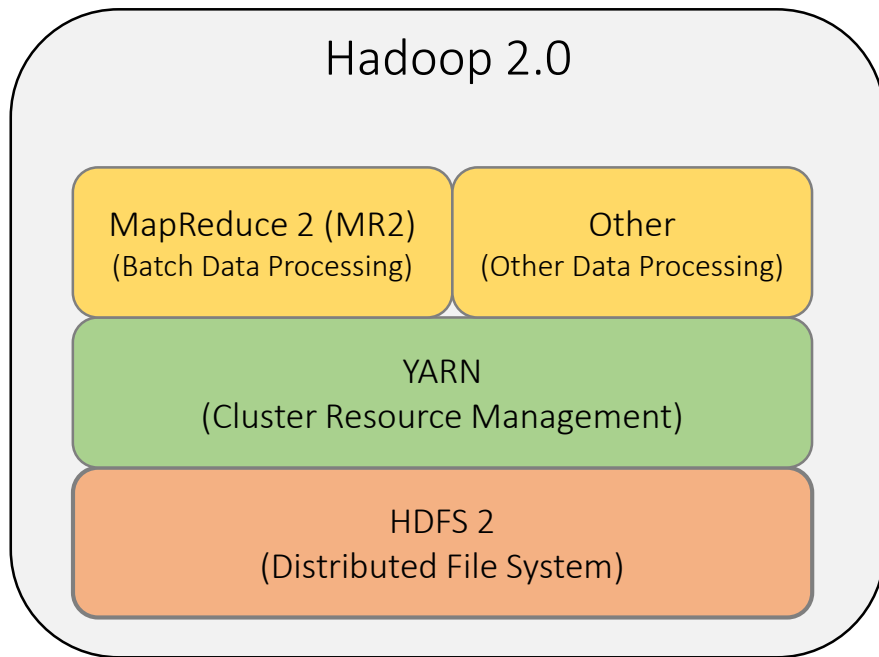 Hadoop 2.0
MapReduce 2 (MR2)
(Batch Data Processing)
Other
(Other Data Processing)
YARN
(Cluster Resource Management)
HDFS 2
(Distributed File System)